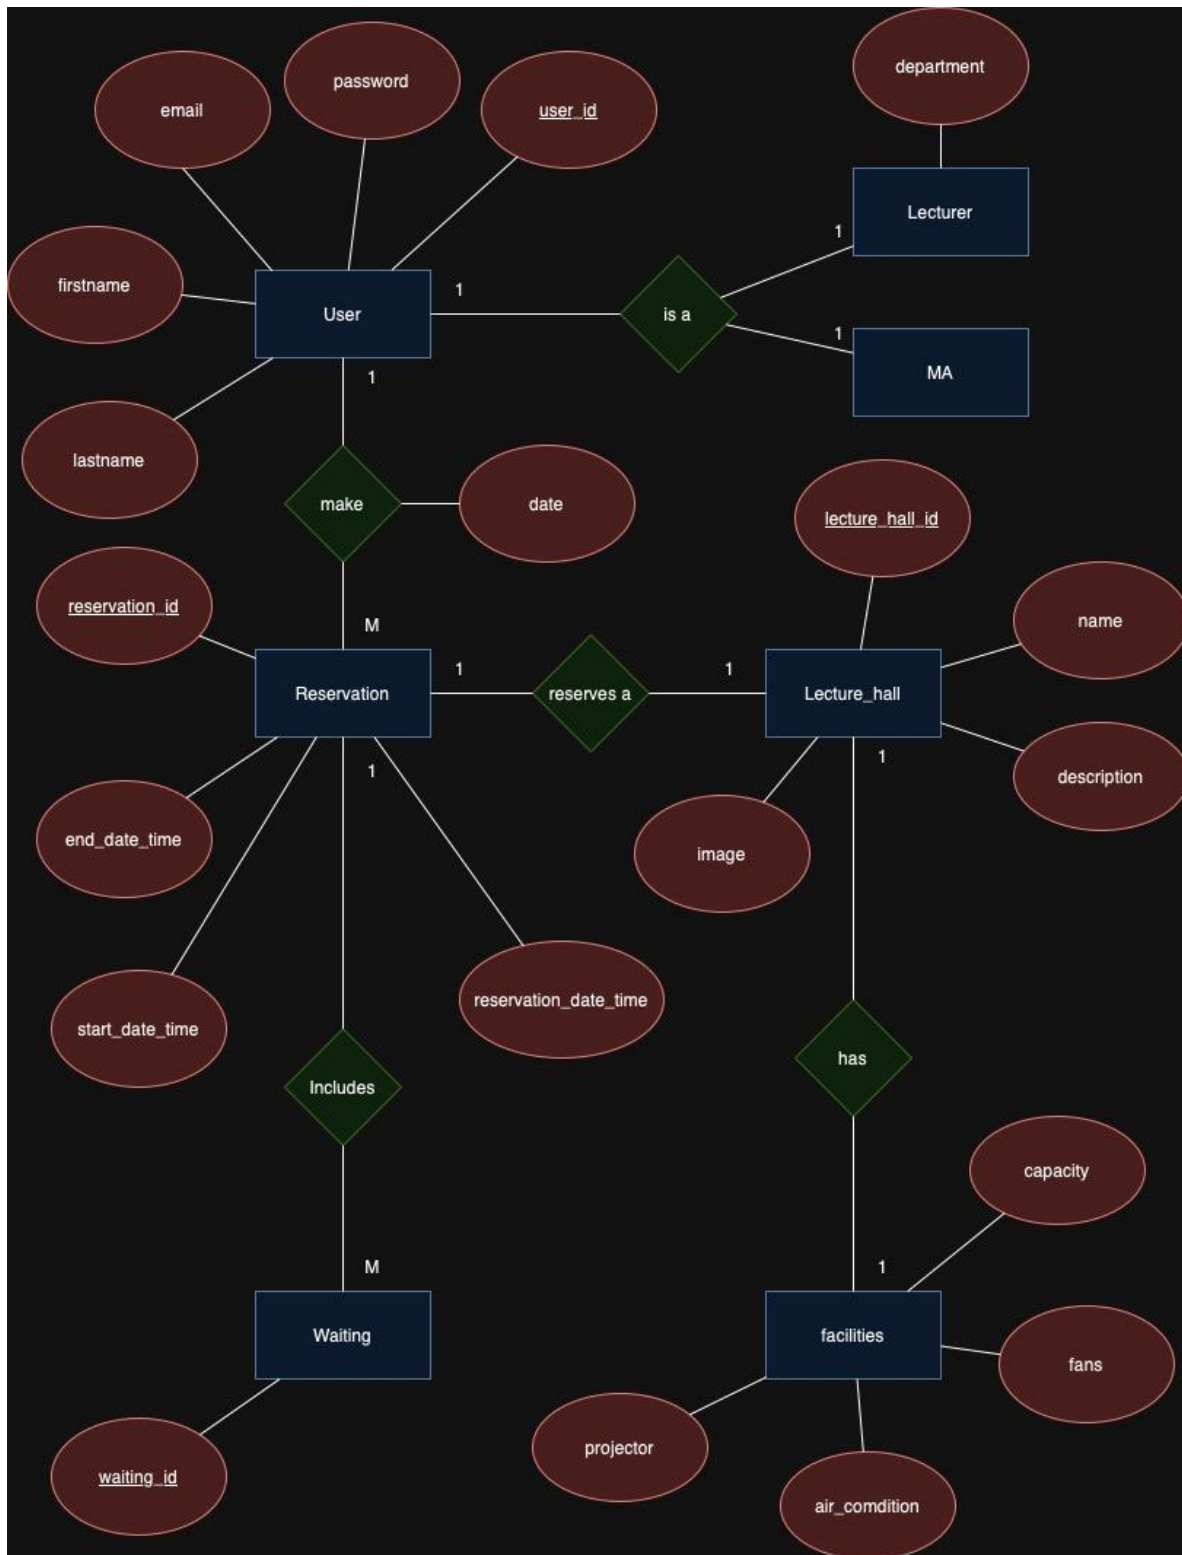 department
password
email
user_id
Lecturer
1
firstname
1
User
is a
1
MA
1
lastname
make
date
lecture_hall_id
reservation_id
name
M
1
1
Reservation
reserves a
Lecture_hall
1
1
description
end_date_time
image
reservation_date_time
start_date_time
has
Includes
capacity
M
1
Waiting
facilities
fans
projector
waiting_id
air_comdition